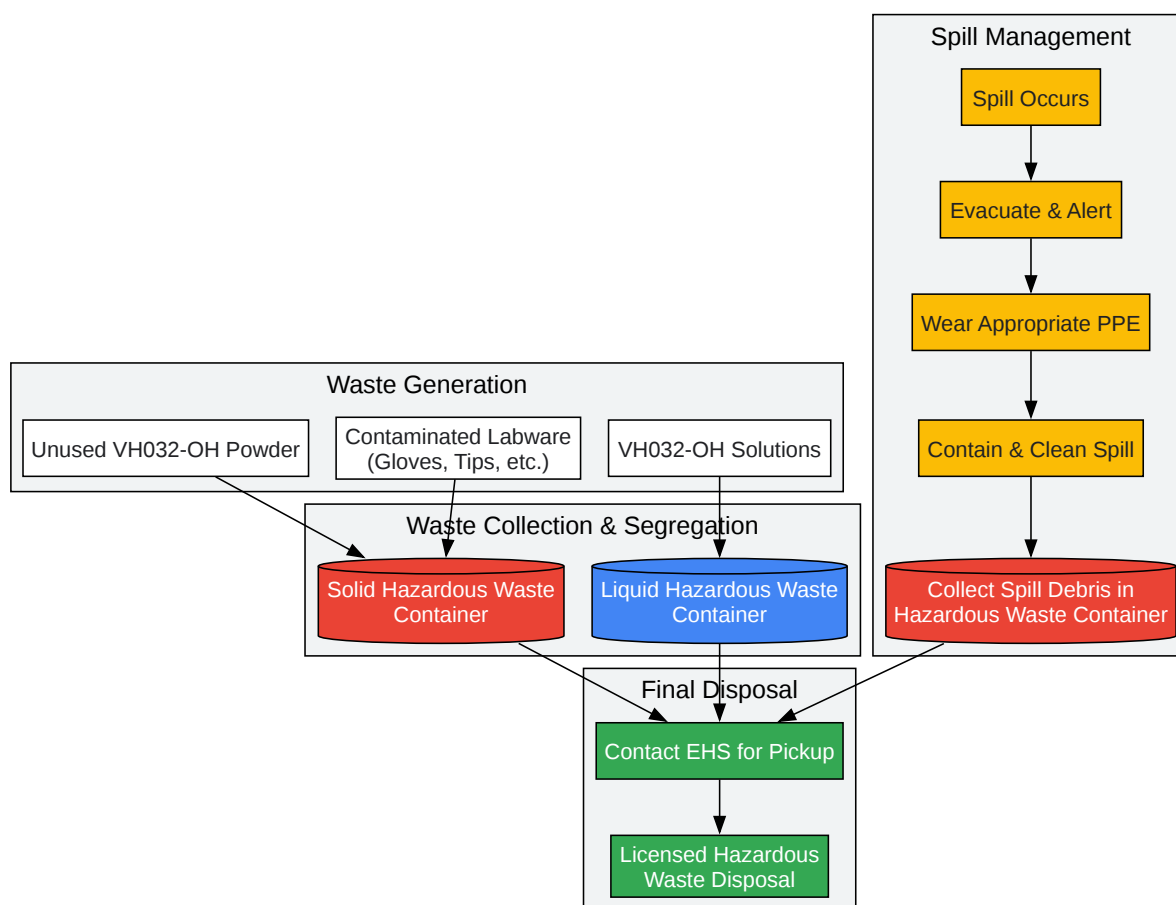 Spill Management
Spill Occurs
Evacuate & Alert
Wear Appropriate PPE
Contain & Clean Spill
Collect Spill Debris in
Hazardous Waste Container
Waste Generation
Unused VH032-OH Powder
Contaminated Labware
(Gloves, Tips, etc.)
VH032-OH Solutions
Waste Collection & Segregation
Solid Hazardous Waste
Container
Liquid Hazardous Waste
Container
Final Disposal
Contact EHS for Pickup
Licensed Hazardous
Waste Disposal